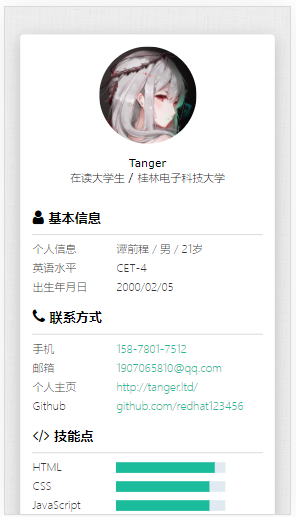 Tanger
在读大学生 / 桂林电子科技大学
基本信息
个人信息 谭前程 / 男 / 21岁
英语水平 CET-4
出生年月日 2000/02/05
联系方式
手机 158-7801-7512
邮箱 1907065810@qq.com
个人主页 http://tanger.ltd/
Github github.com/redhat123456
技能点
HTML
CSS
JavaScript